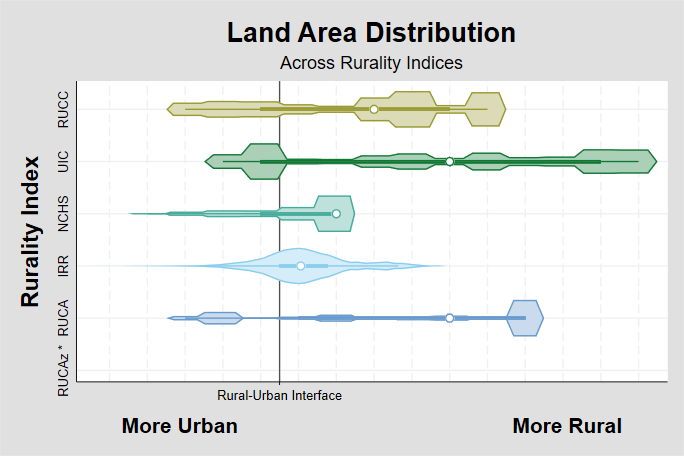 Land Area Distribution
Across Rurality Indices
Rurality Index
RUCC
UIC
NCHS
IRR
RUCA
RUCAz *
Rural-Urban Interface
More Urban
More Rural